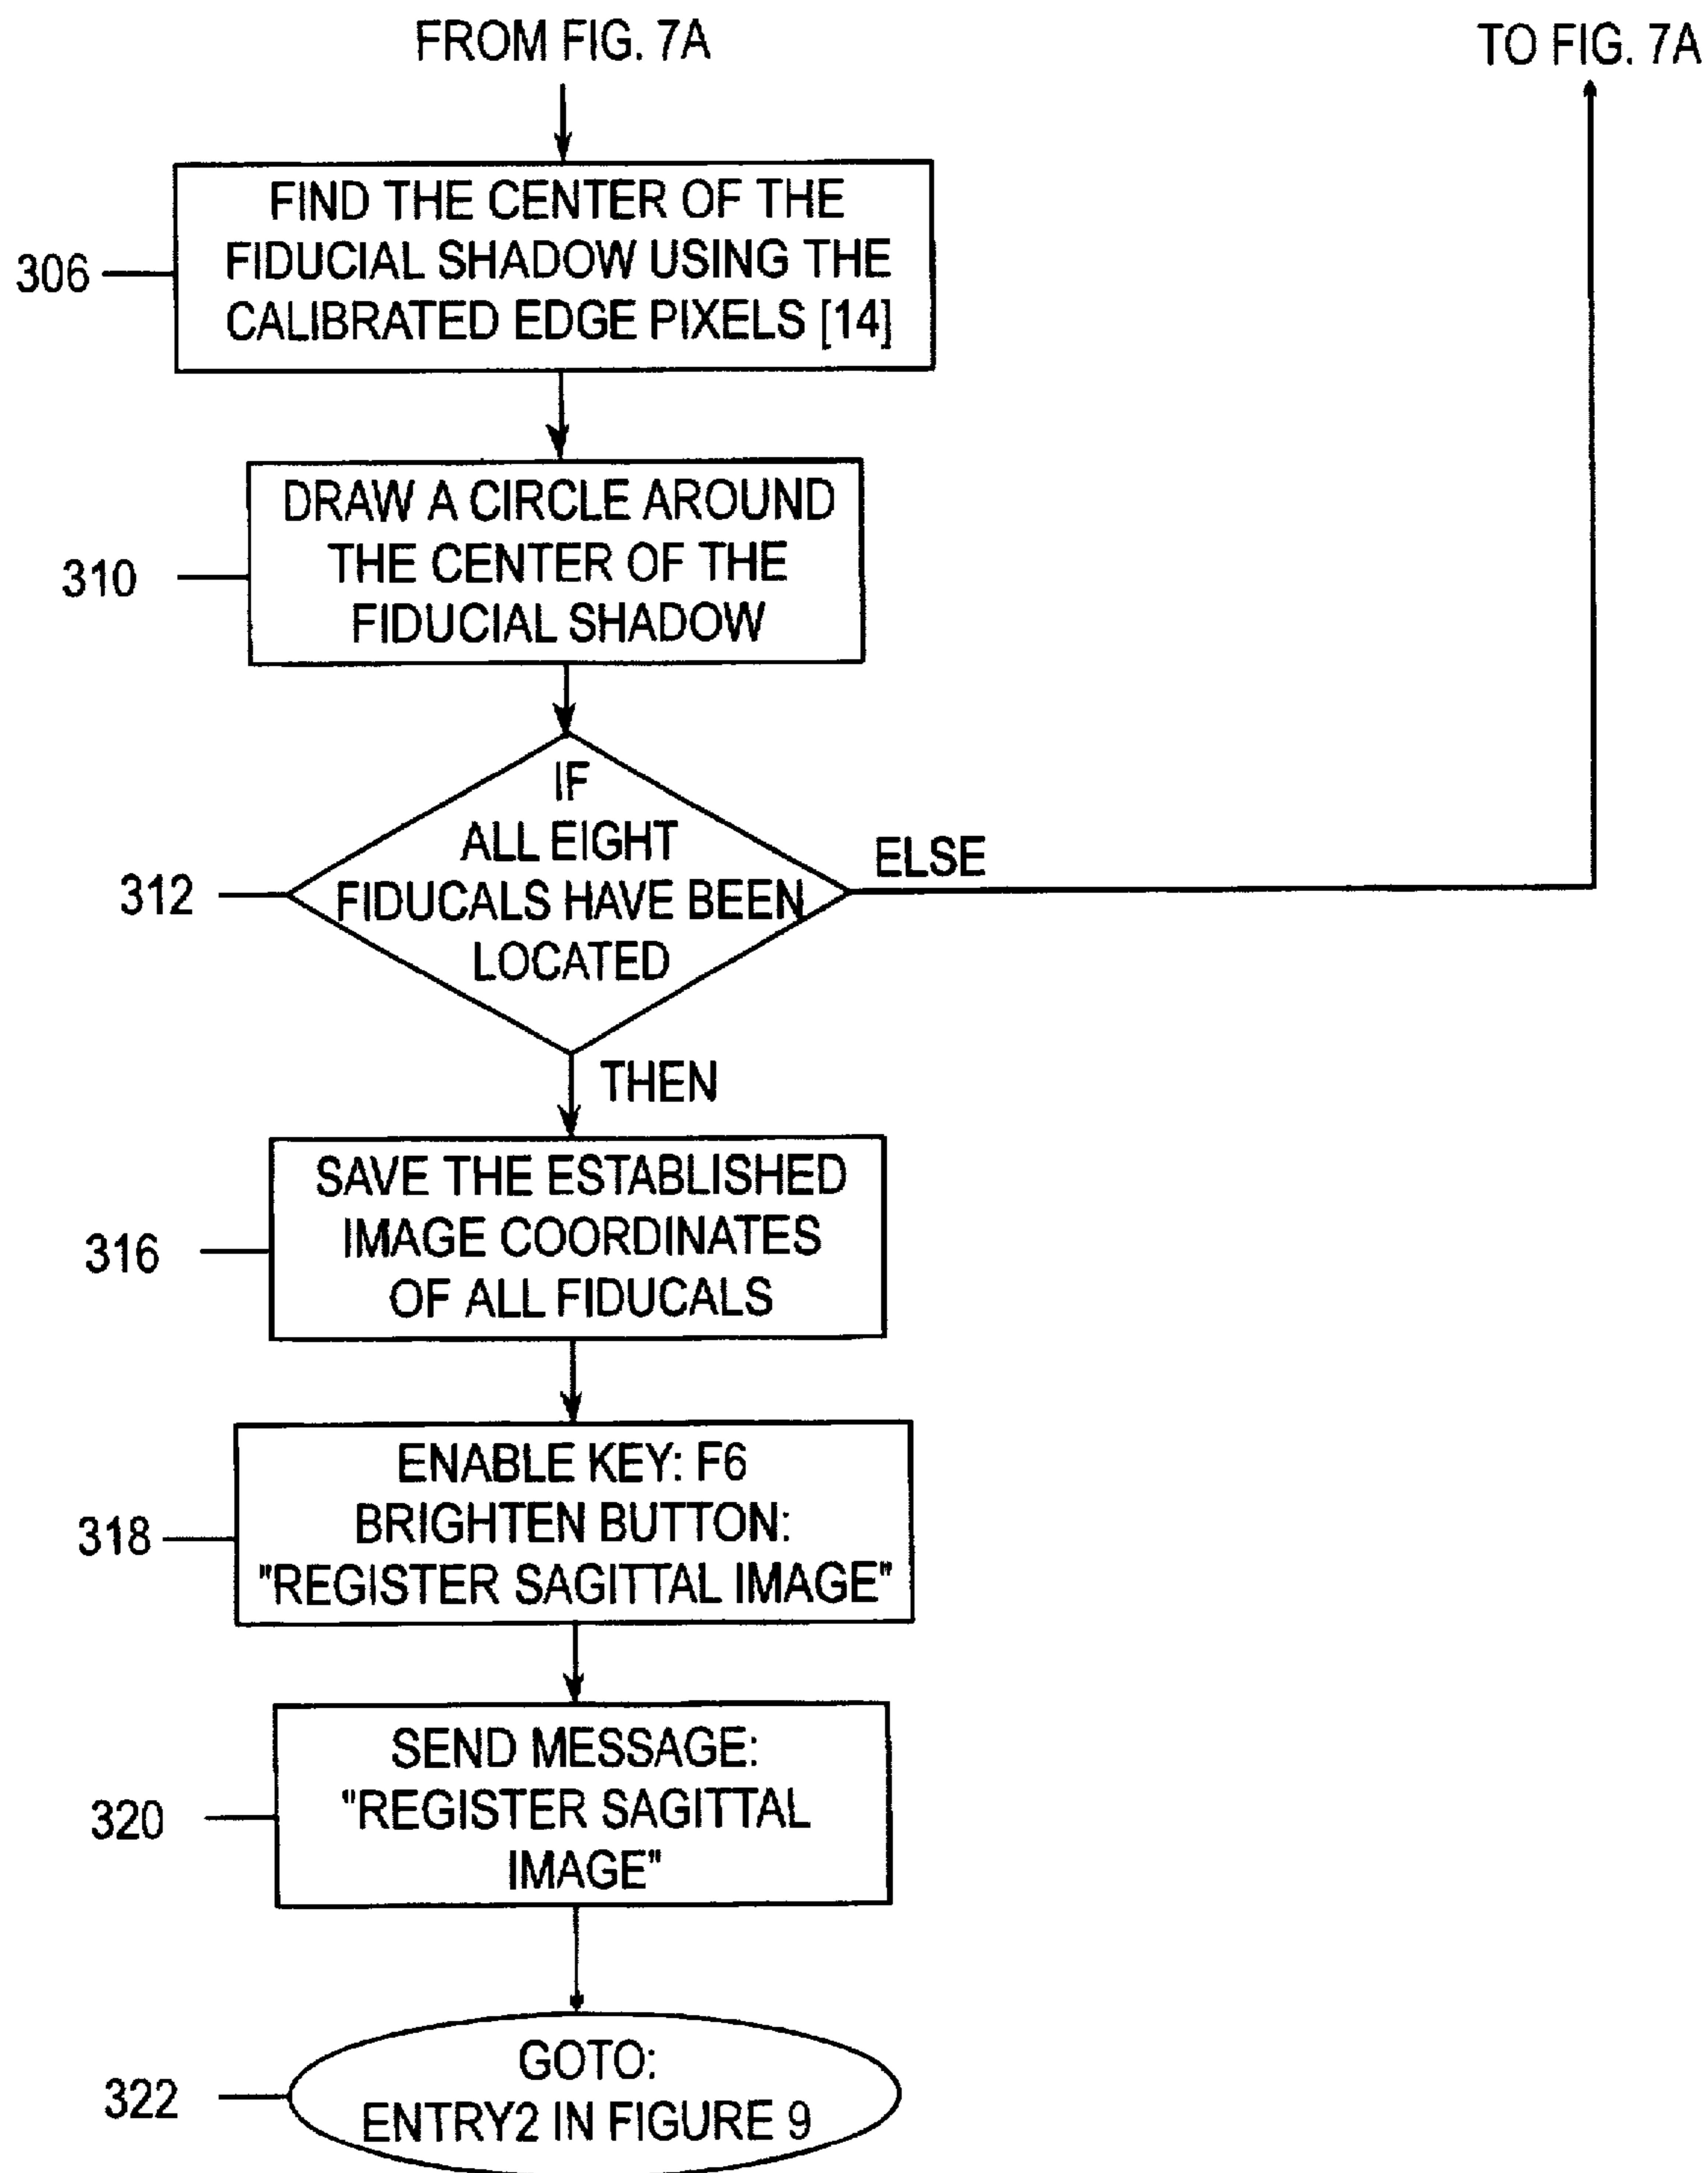 FROM FIG. 7A
TO FIG. 7A
306
FIND THE CENTER OF THE
FIDUCIAL SHADOW USING THE
CALIBRATED EDGE PIXELS [14]
310
DRAW A CIRCLE AROUND
THE CENTER OF THE
FIDUCIAL SHADOW
312
IF
ALL EIGHT
FIDUCALS HAVE BEEN
LOCATED
ELSE
THEN
316
SAVE THE ESTABLISHED
IMAGE COORDINATES
OF ALL FIDUCALS
318
ENABLE KEY: F6
BRIGHTEN BUTTON:
"REGISTER SAGITTAL IMAGE"
320
SEND MESSAGE:
"REGISTER SAGITTAL
IMAGE"
322
GOTO:
ENTRY2 IN FIGURE 9